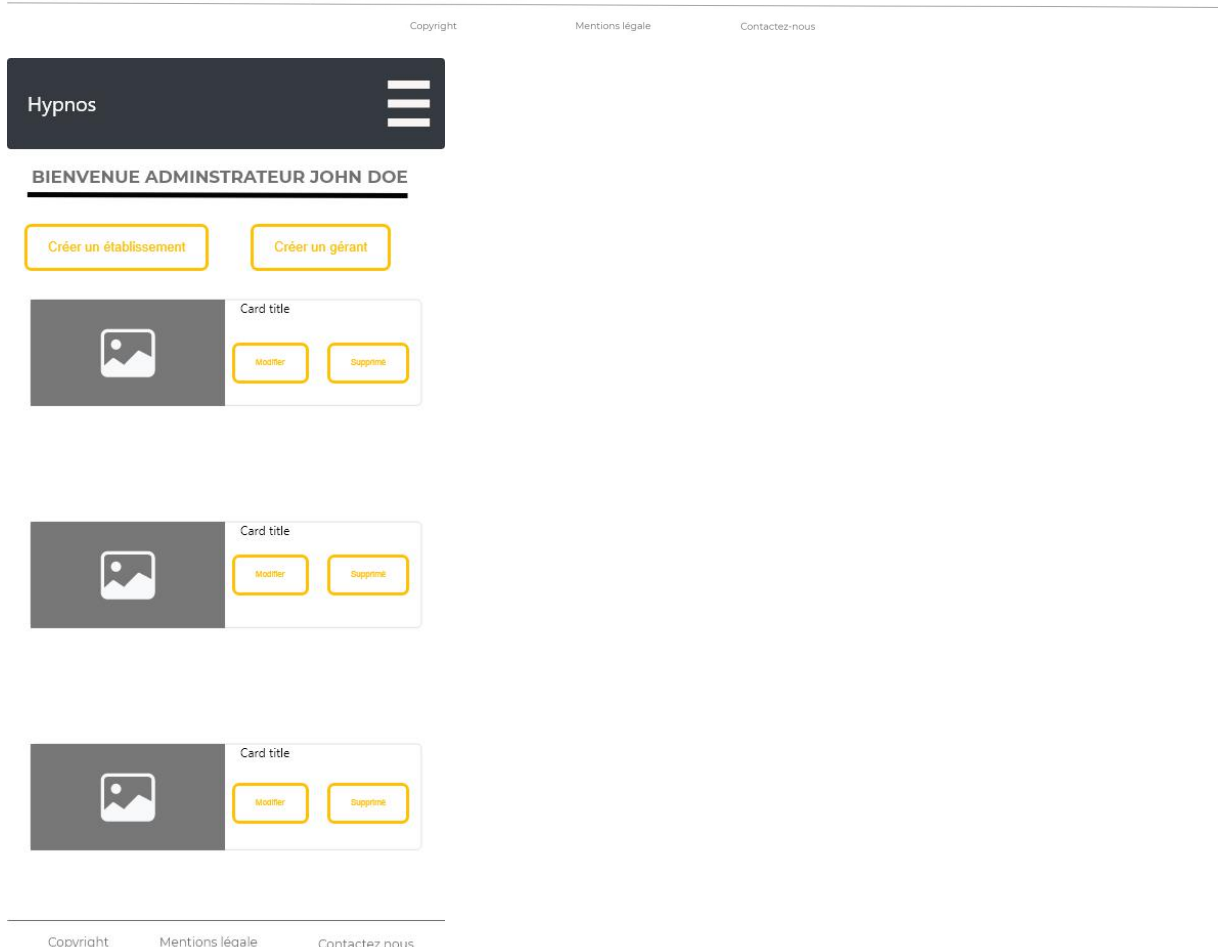 Copyright Mentions légale Contactez-nous
Hypnos
BIENVENUE ADMINSTRATEUR JOHN DOE
Créer un établissement Créer un gérant
Card title
Modifier Supprimé
Card title
Modifier Supprimé
Card title
Modifier Supprimé
Copyright Mentions légale Contactez nous